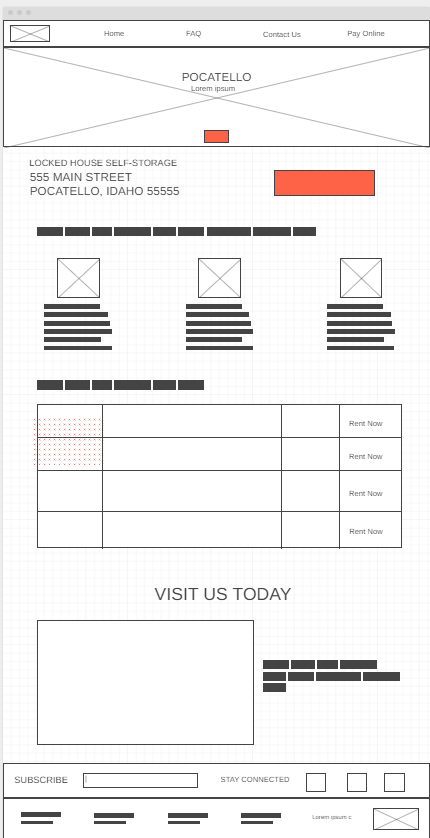 Home FAQ Contact Us Pay Online
POCATELLO
Lorem ipsum
LOCKED HOUSE SELF-STORAGE
555 MAIN STREET
POCATELLO, IDAHO 55555
Rent Now
Rent Now
Rent Now
Rent Now
VISIT US TODAY
SUBSCRIBE STAY CONNECTED
Lorem ipsum c